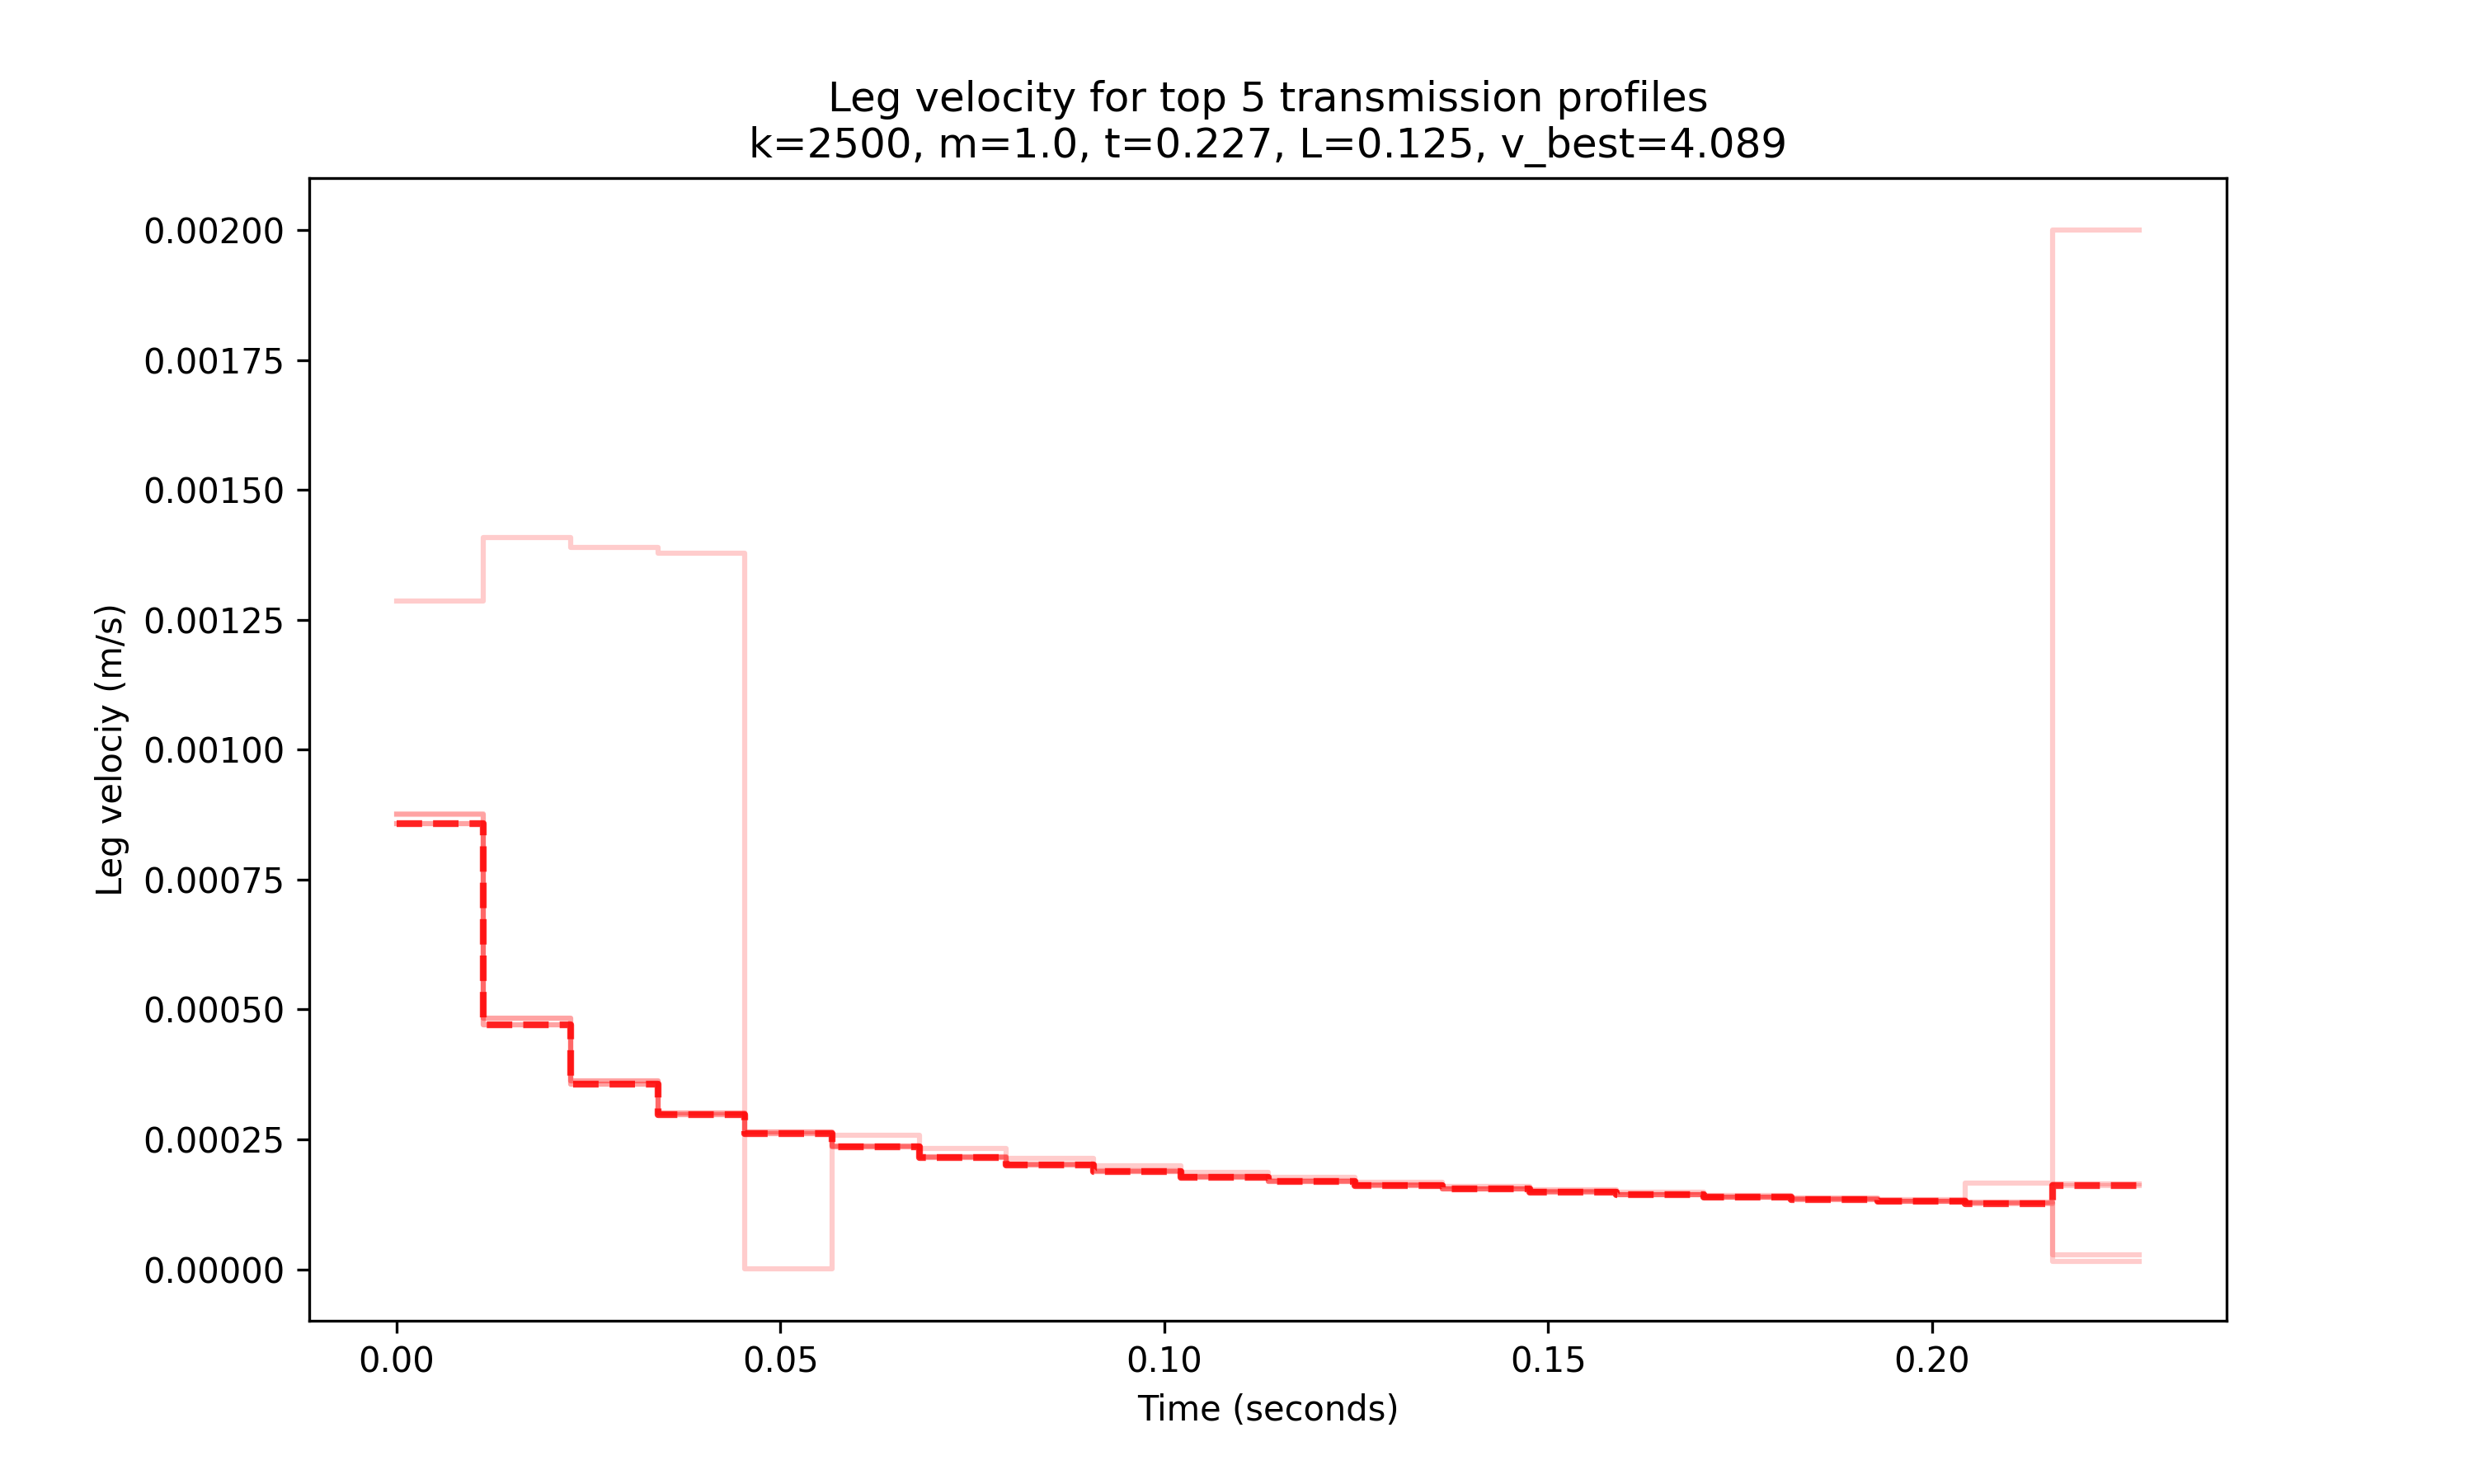 Leg velocity for top 5 transmission profiles
k=2500, m=1.0, t=0.227, L=0.125, v_best=4.089
Leg velociy (m/s)
0.00200
0.00175
0.00150
0.00125
0.00100
0.00075
0.00050
0.00025
0.00000
0.00 0.05 0.10 0.15 0.20
Time (seconds)